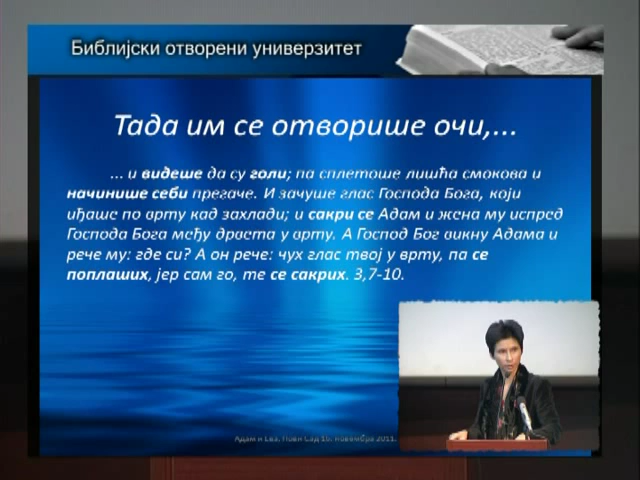 Библијски отворени универзитет
Тада им се отворише очи,...
... и видеше да су голи; па сплетоше лишћа смокова и
начинише себи прегаче. И зачуше глас Господа Бога, који
иђаше по врту кад захлади; и сакри се Адам и жена му испред
Господа Бога међу дрвета у врту. А Господ Бог викну Адама и
рече му: где си? А он рече: чух глас твој у врту, па се
поплаших, јер сам го, те се сакрих. 3,7-10.
Адам и Ева, Нови Сад 16. новембра 2011.